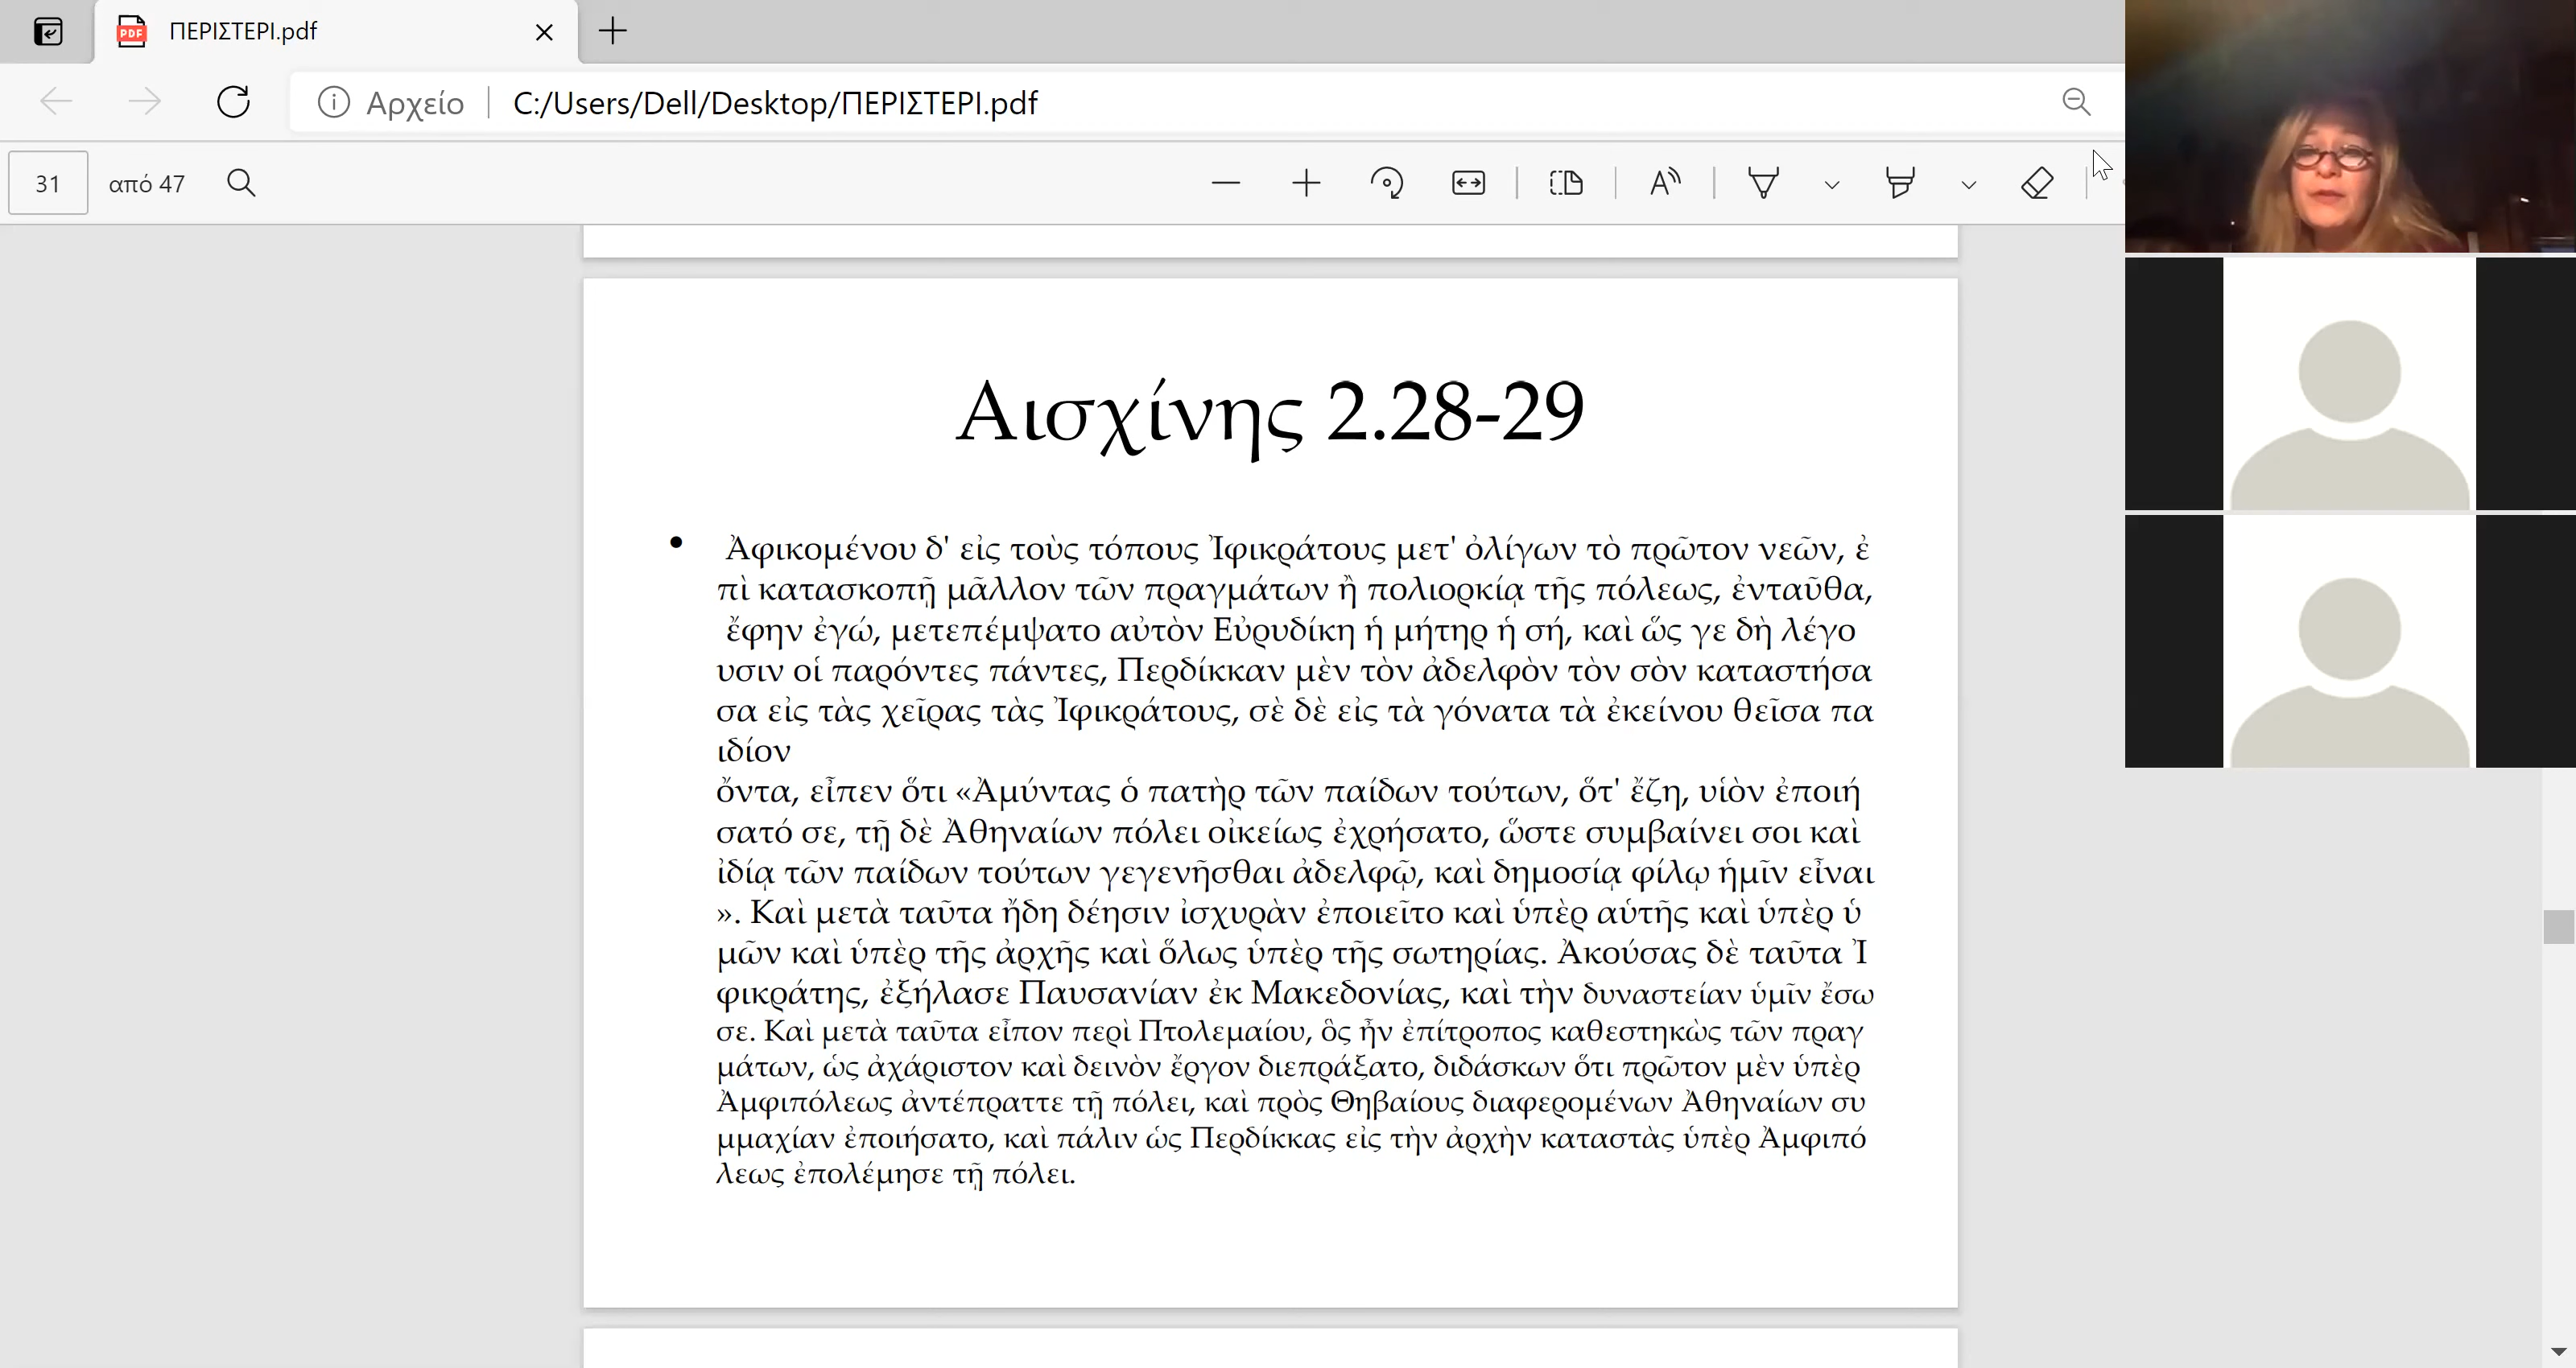 ΠΕΡΙΣΤΕΡΙ.pdf
Αρχείο
C:/Users/Dell/Desktop/ΠΕΡΙΣΤΕΡΙ.pdf
31 από 47
Αισχίνης 2.28-29
• Ἀφικομένου δ' εἰς τοὺς τόπους Ἰφικράτους μετ' ὀλίγων τὸ πρῶτον νεῶν, ἐ
πὶ κατασκοπῇ μᾶλλον τῶν πραγμάτων ἢ πολιορκίᾳ τῆς πόλεως, ἐνταῦθα,
ἔφην ἐγώ, μετεπέμψατο αὐτὸν Εὐρυδίκη ἡ μήτηρ ἡ σή, καὶ ὥς γε δὴ λέγο
υσιν οἱ παρόντες πάντες, Περδίκκαν μὲν τὸν ἀδελφὸν τὸν σὸν καταστήσα
σα εἰς τὰς χεῖρας τὰς Ἰφικράτους, σὲ δὲ εἰς τὰ γόνατα τὰ ἐκείνου θεῖσα πα
ιδίον
ὄντα, εἶπεν ὅτι «Ἀμύντας ὁ πατὴρ τῶν παίδων τούτων, ὅτ' ἔζη, υἱὸν ἐποιή
σατό σε, τῇ δὲ Ἀθηναίων πόλει οἰκείως ἐχρήσατο, ὥστε συμβαίνει σοι καὶ
ἰδίᾳ τῶν παίδων τούτων γεγενῆσθαι ἀδελφῷ, καὶ δημοσίᾳ φίλῳ ἡμῖν εἶναι
». Καὶ μετὰ ταῦτα ἤδη δέησιν ἰσχυρὰν ἐποιεῖτο καὶ ὑπὲρ αὑτῆς καὶ ὑπὲρ ὑ
μῶν καὶ ὑπὲρ τῆς ἀρχῆς καὶ ὅλως ὑπὲρ τῆς σωτηρίας. Ἀκούσας δὲ ταῦτα Ἰ
φικράτης, ἐξήλασε Παυσανίαν ἐκ Μακεδονίας, καὶ τὴν δυναστείαν ὑμῖν ἔσω
σε. Καὶ μετὰ ταῦτα εἶπον περὶ Πτολεμαίου, ὃς ἦν ἐπίτροπος καθεστηκὼς τῶν πραγ
μάτων, ὡς ἀχάριστον καὶ δεινὸν ἔργον διεπράξατο, διδάσκων ὅτι πρῶτον μὲν ὑπὲρ
Ἀμφιπόλεως ἀντέπραττε τῇ πόλει, καὶ πρὸς Θηβαίους διαφερομένων Ἀθηναίων συ
μμαχίαν ἐποιήσατο, καὶ πάλιν ὡς Περδίκκας εἰς τὴν ἀρχὴν καταστὰς ὑπὲρ Ἀμφιπό
λεως ἐπολέμησε τῇ πόλει.